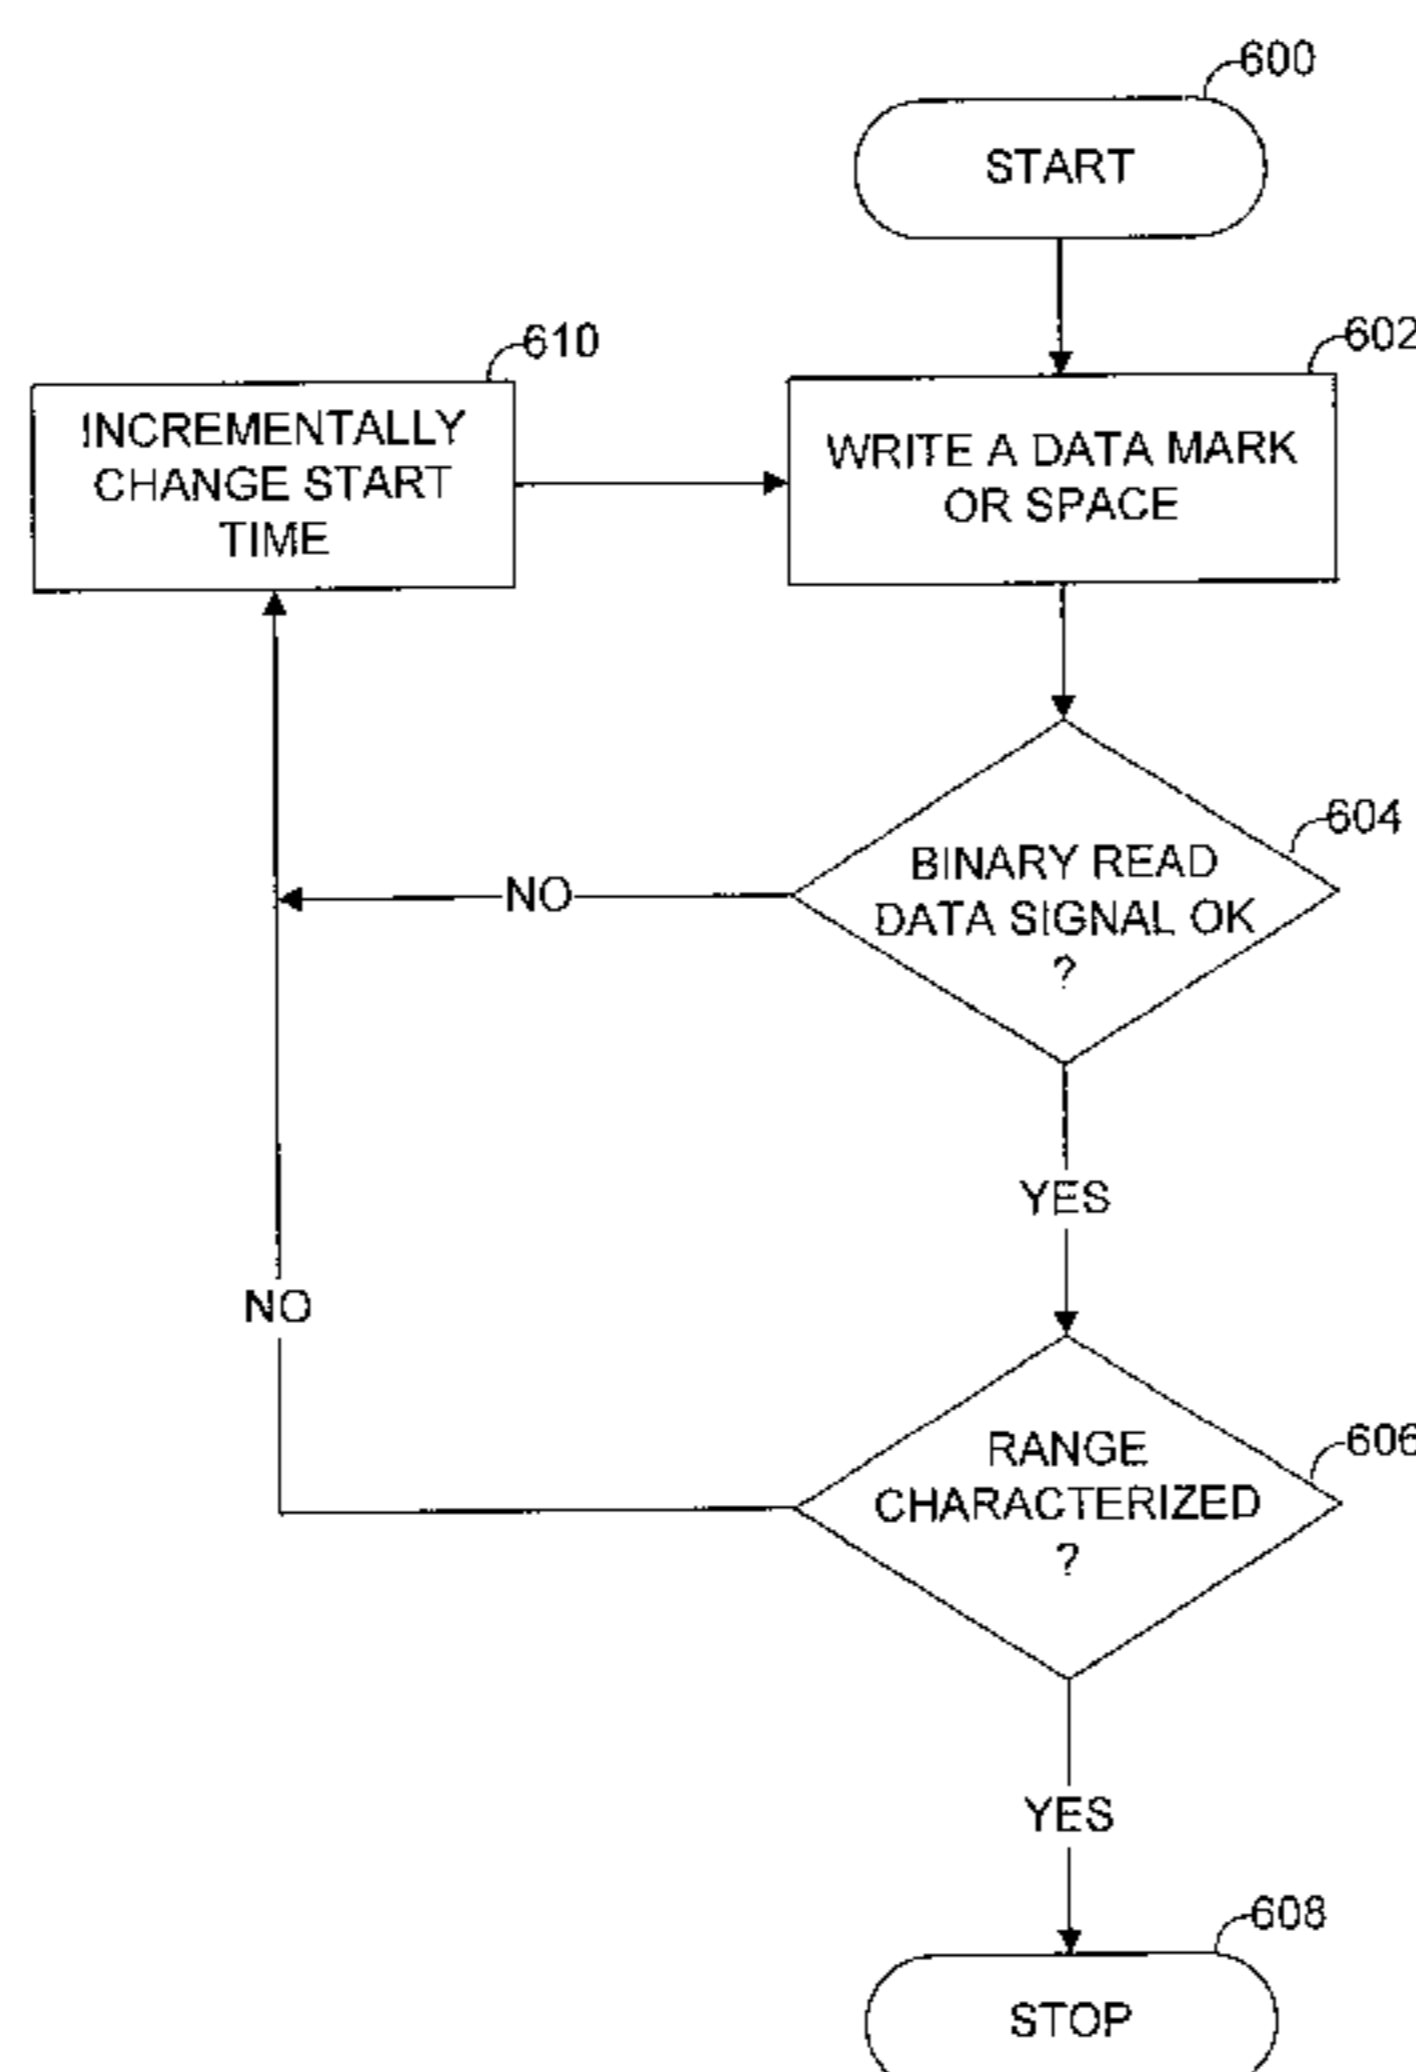 600
START
610
INCREMENTALLY
CHANGE START
TIME
602
WRITE A DATA MARK
OR SPACE
604
BINARY READ
DATA SIGNAL OK
?
NO
YES
NO
606
RANGE
CHARACTERIZED
?
YES
608
STOP